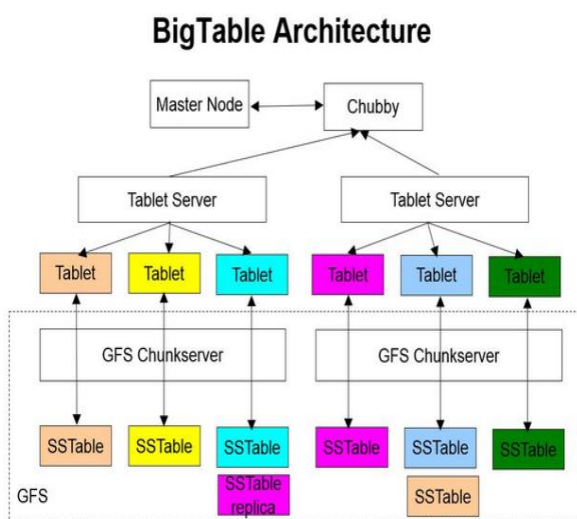 BigTable Architecture
Master Node
Chubby
Tablet Server
Tablet Server
Tablet
Tablet
Tablet
Tablet
Tablet
Tablet
GFS Chunkserver
GFS Chunkserver
SSTable
SSTable
SSTable
SSTable
SSTable
SSTable
SSTable
replica
SSTable
GFS